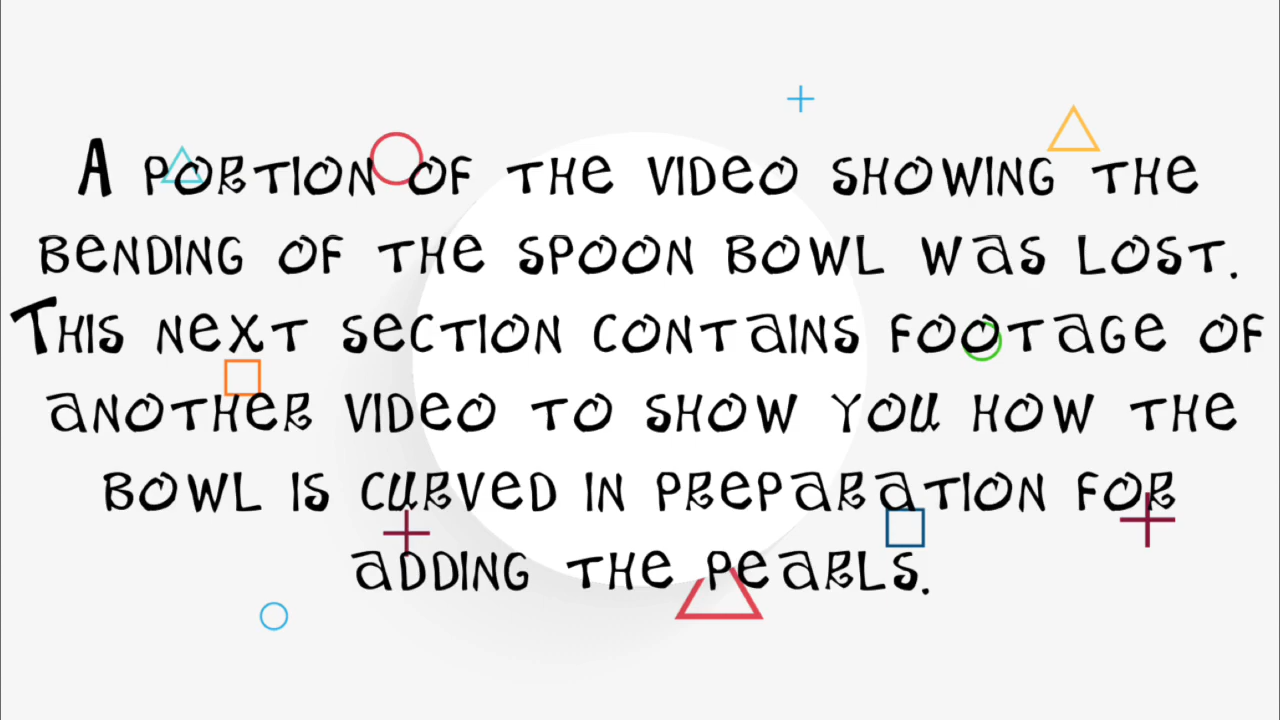 A portion of the video showing the
bending of the spoon bowl was lost.
This next section contains footage of
another video to show you how the
bowl is curved in preparation for
adding the pearls.